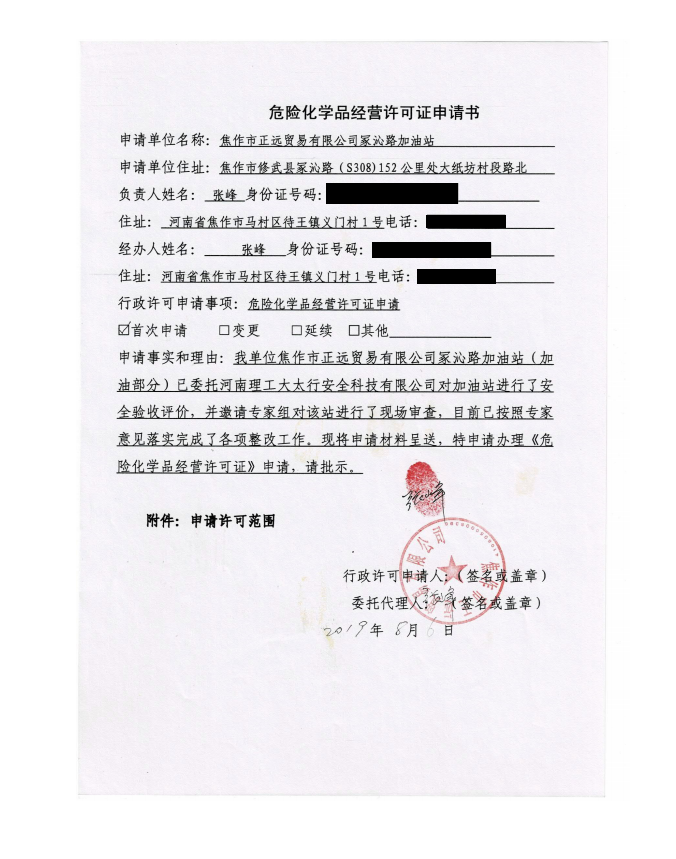 危险化学品经营许可证申请书
申请单位名称：焦作市正远贸易有限公司冢沁路加油站
申请单位住址：焦作市修武县冢沁路（S308)152 公里处大纸坊村段路北
负责人姓名：张峰 身份证号码：
住址：河南省焦作市马村区待王镇义门村 1 号电话：
经办人姓名：张峰 身份证号码：
住址：河南省焦作市马村区待王镇义门村 1 号电话：
行政许可申请事项：危险化学品经营许可证申请
☑首次申请 □变更 □延续 □其他
申请事实和理由：我单位焦作市正远贸易有限公司冢沁路加油站（加
油部分）已委托河南理工大太行安全科技有限公司对加油站进行了安
全验收评价，并邀请专家组对该站进行了现场审查，目前已按照专家
意见落实完成了各项整改工作。现将申请材料呈送，特申请办理《危
险化学品经营许可证》申请，请批示。
张峰
附件：申请许可范围
有限公司
行政许可申请人：（签名或盖章）
委托代理人：张峰（签名或盖章）
2019年 8月 6 日